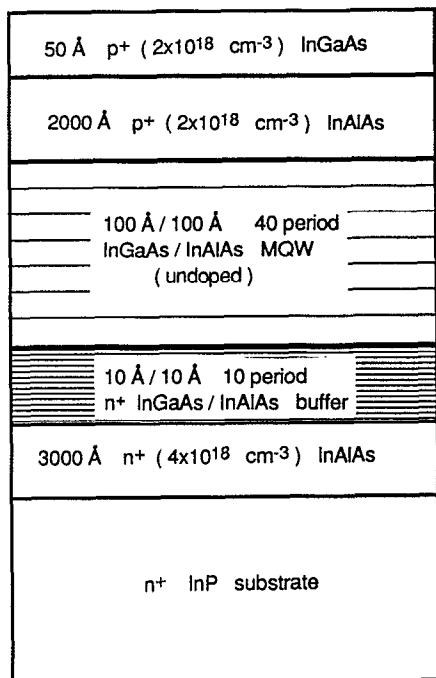 50 Å p+ ( 2x10¹⁸ cm⁻³ ) InGaAs
2000 Å p+ ( 2x10¹⁸ cm⁻³ ) InAlAs
100 Å / 100 Å 40 period
InGaAs / InAlAs MQW
( undoped )
10 Å / 10 Å 10 period
n+ InGaAs / InAlAs buffer
3000 Å n+ ( 4x10¹⁸ cm⁻³ ) InAlAs
n+ InP substrate